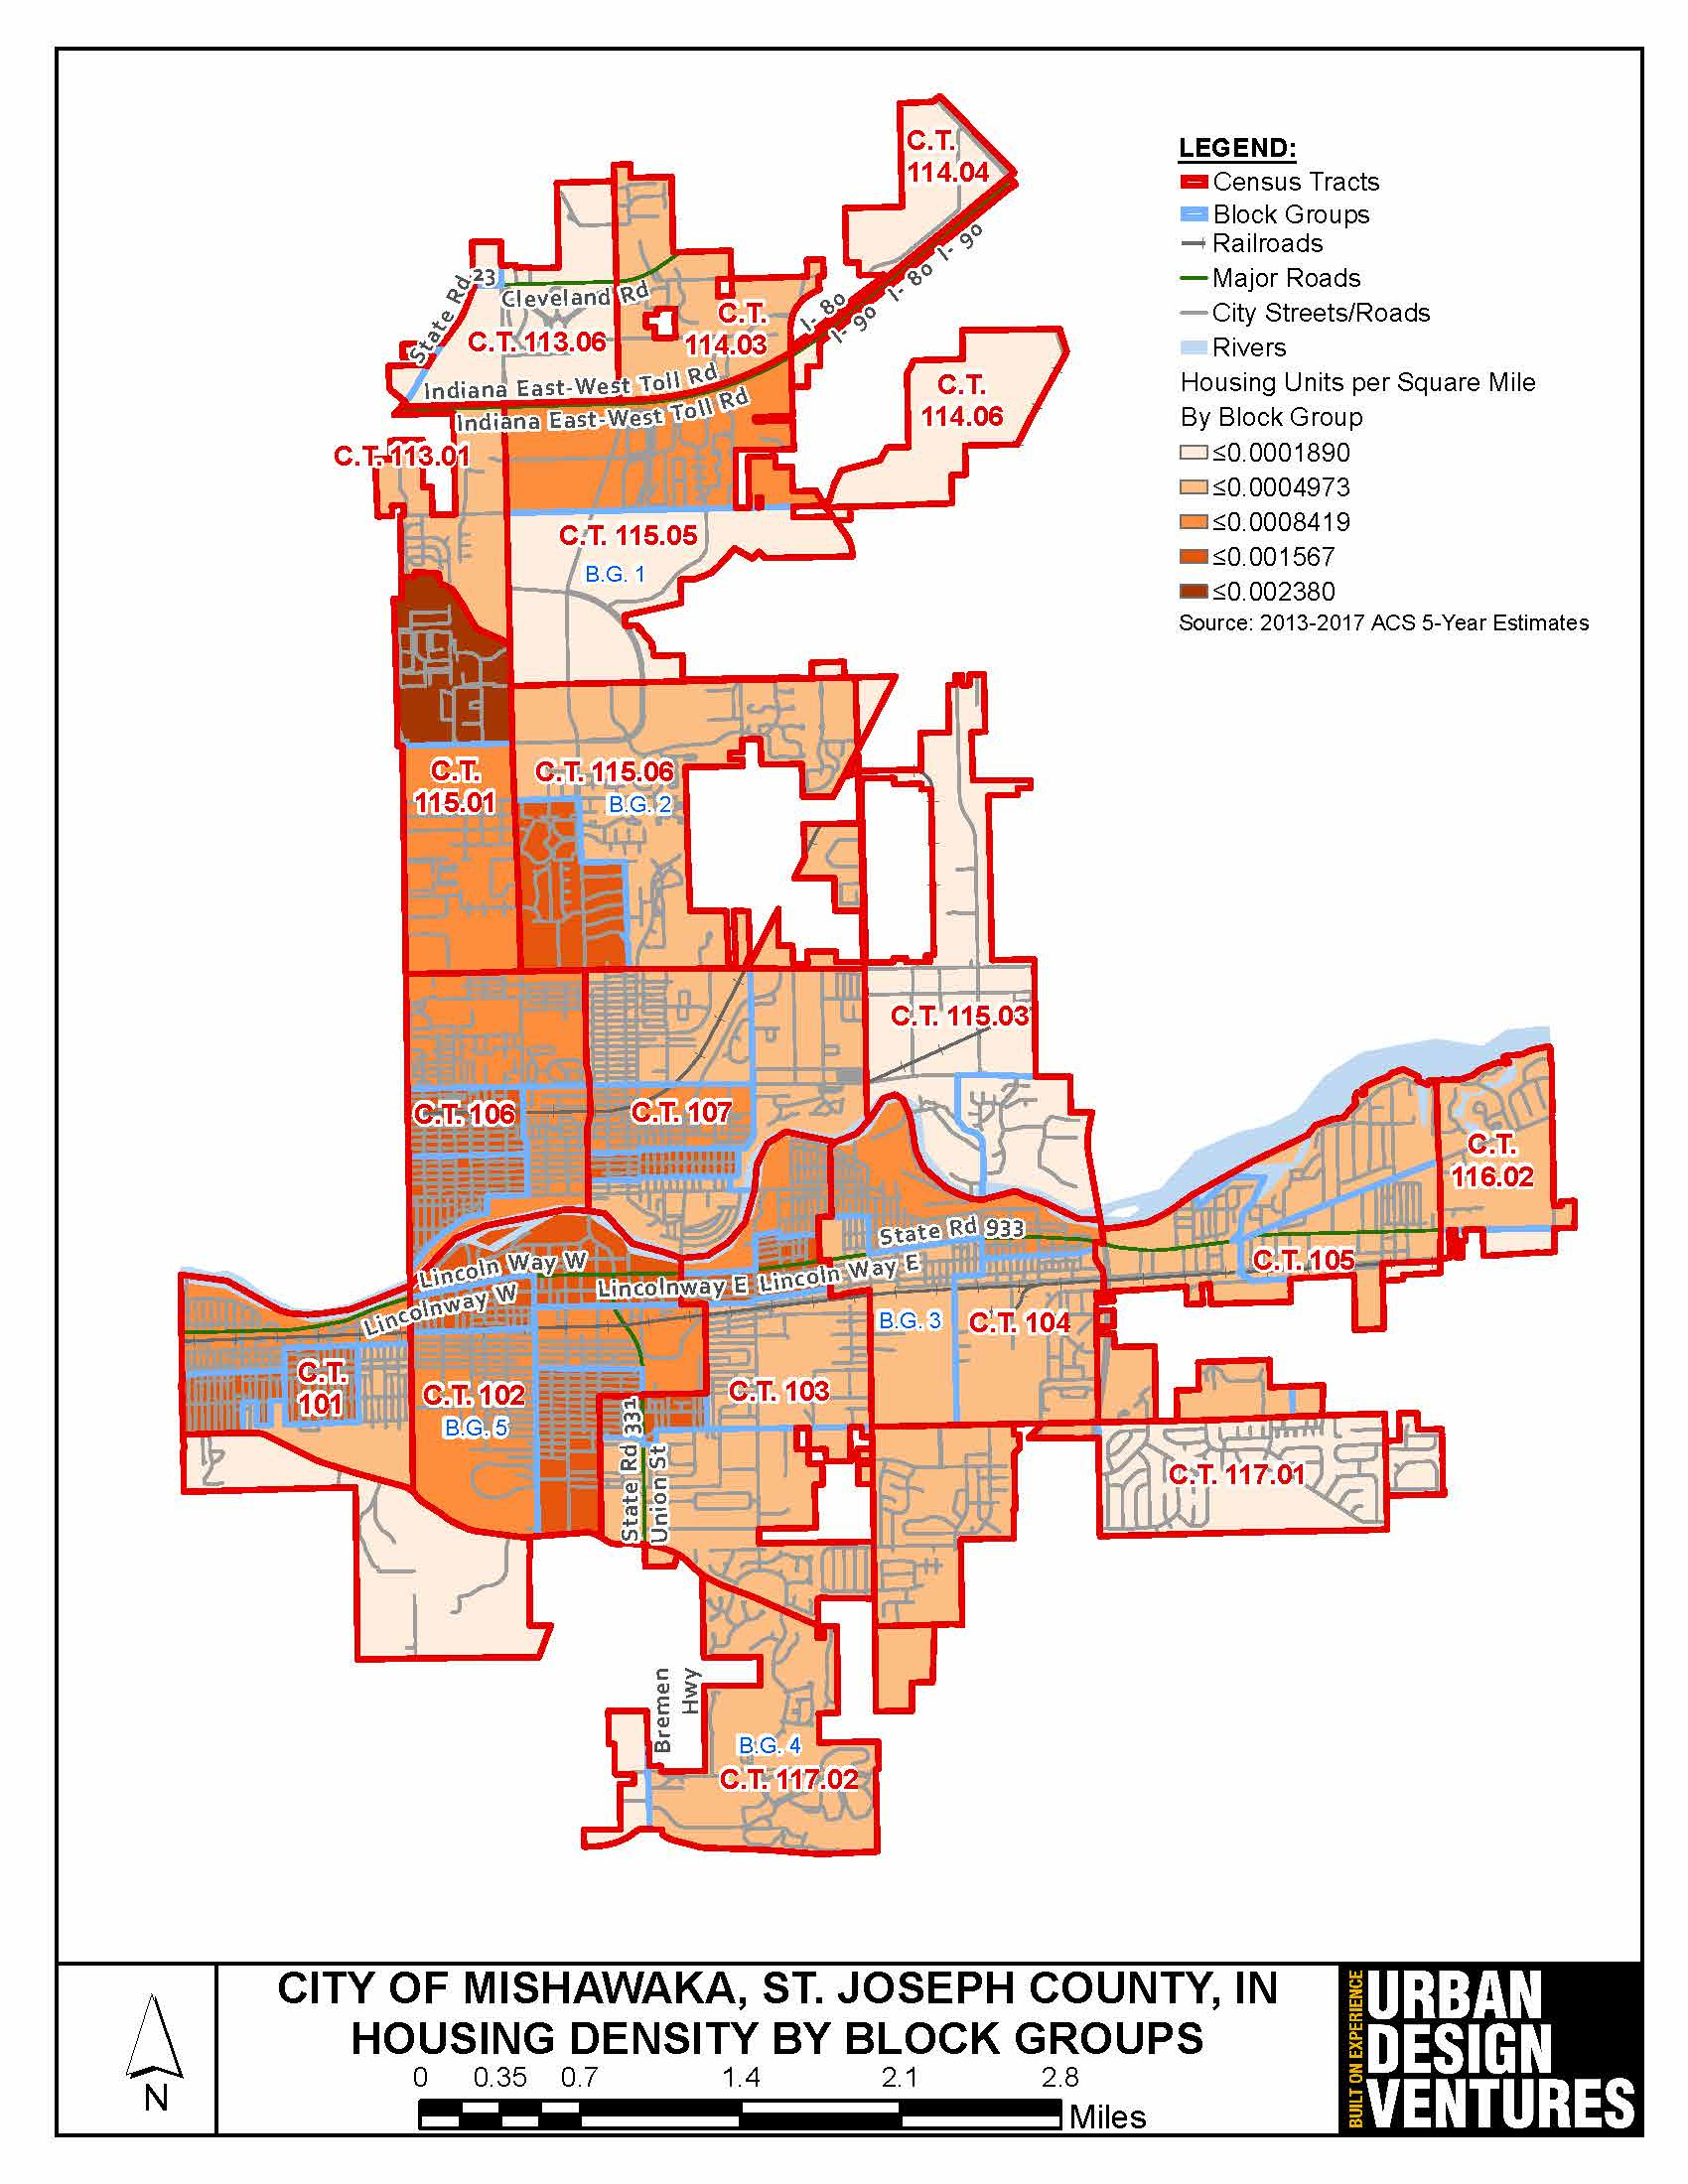 C.T.
114.04
LEGEND:
Census Tracts
Block Groups
Railroads
Major Roads
City Streets/Roads
Rivers
Housing Units per Square Mile
By Block Group
≤0.0001890
≤0.0004973
≤0.0008419
≤0.001567
≤0.002380
Source: 2013-2017 ACS 5-Year Estimates
I- 90
I- 80
I- 80
I- 90
State Rd 23
Cleveland Rd
C.T. 113.06
C.T.
114.03
Indiana East-West Toll Rd
Indiana East-West Toll Rd
C.T.
114.06
C.T. 113.01
C.T. 115.05
B.G. 1
C.T.
115.01
C.T. 115.06
B.G. 2
C.T. 115.03
C.T. 106
C.T. 107
C.T.
116.02
State Rd 933
Lincoln Way W
Lincolnway E
Lincoln Way E
Lincolnway W
C.T. 105
B.G. 3
C.T. 104
C.T.
101
C.T. 102
B.G. 5
C.T. 103
State Rd 331
Union St
C.T. 117.01
Bremen
Hwy
B.G. 4
C.T. 117.02
N
CITY OF MISHAWAKA, ST. JOSEPH COUNTY, IN
HOUSING DENSITY BY BLOCK GROUPS
0 0.35 0.7 1.4 2.1 2.8
Miles
BUILT ON EXPERIENCE
URBAN
DESIGN
VENTURES